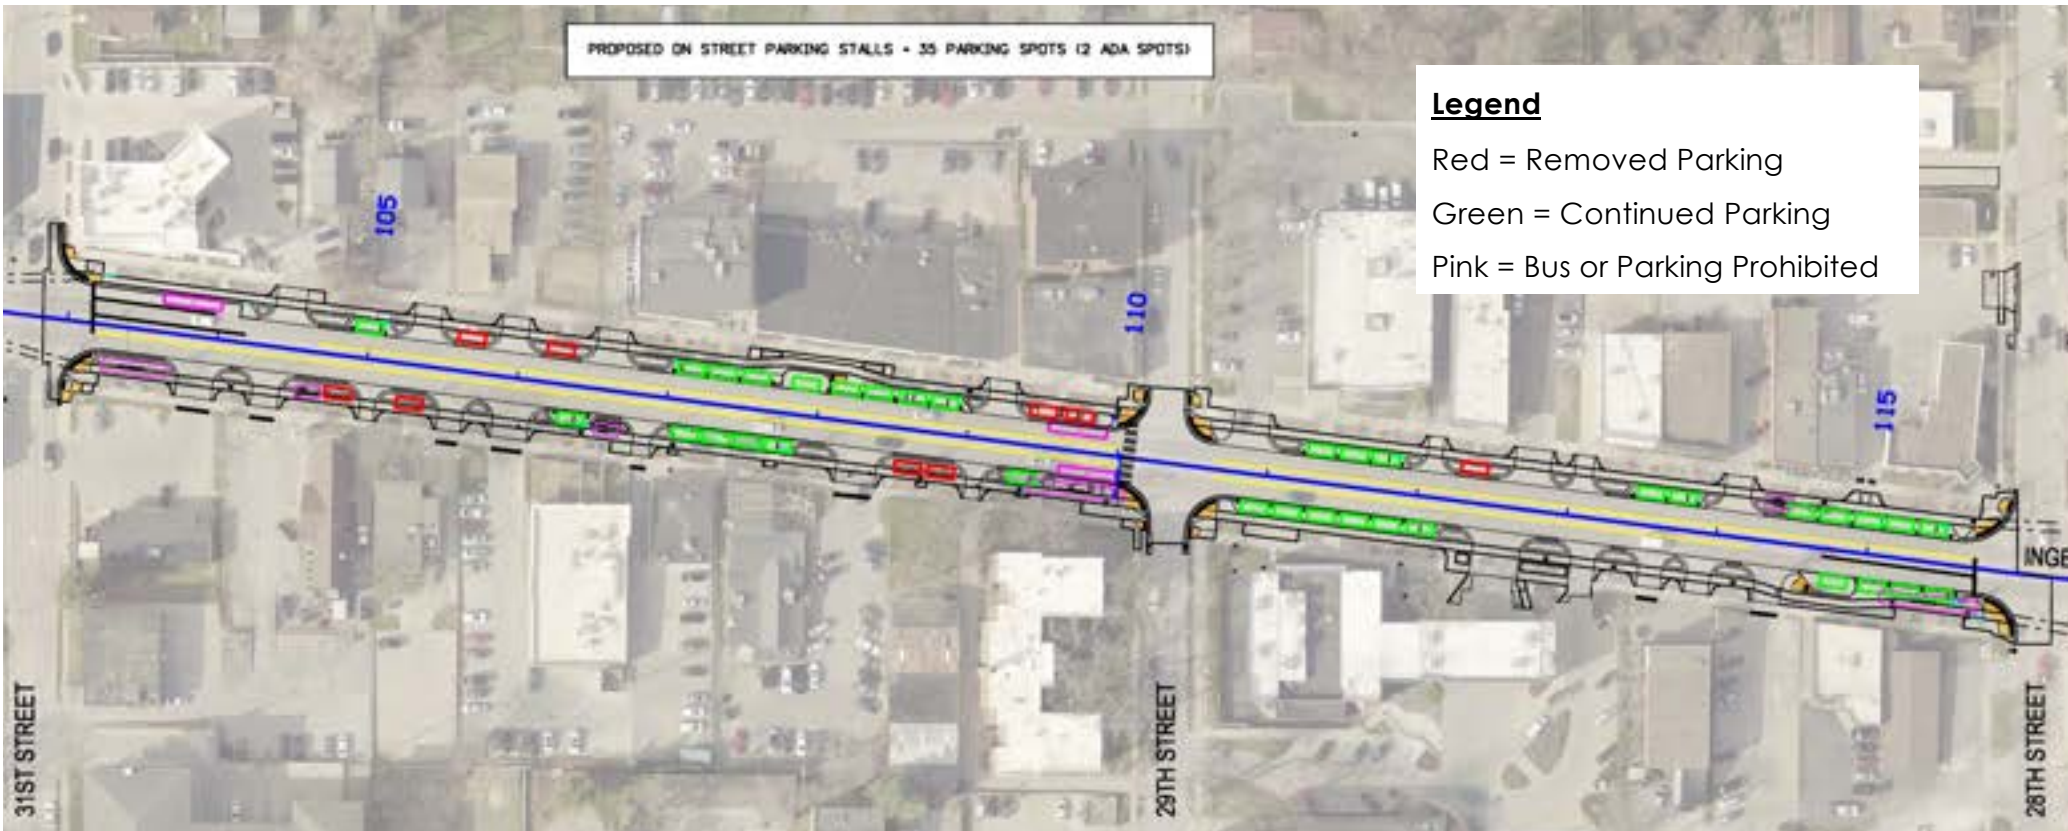 PROPOSED ON STREET PARKING STALLS - 35 PARKING SPOTS (2 ADA SPOTS)
Legend
Red = Removed Parking
Green = Continued Parking
Pink = Bus or Parking Prohibited
105
110
115
INGE
31ST STREET
29TH STREET
28TH STREET